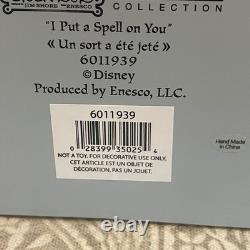 JIM SHORE ENESCO
COLLECTION
"I Put a Spell on You"
« Un sort a été jeté »
6011939
©Disney
Produced by Enesco, LLC.
6011939
0 28399 35025 4
NOT A TOY. FOR DECORATIVE USE ONLY.
CET ARTICLE EST UN OBJET DE
DÉCORATION, PAS UN JOUET.
Hand Made in
China